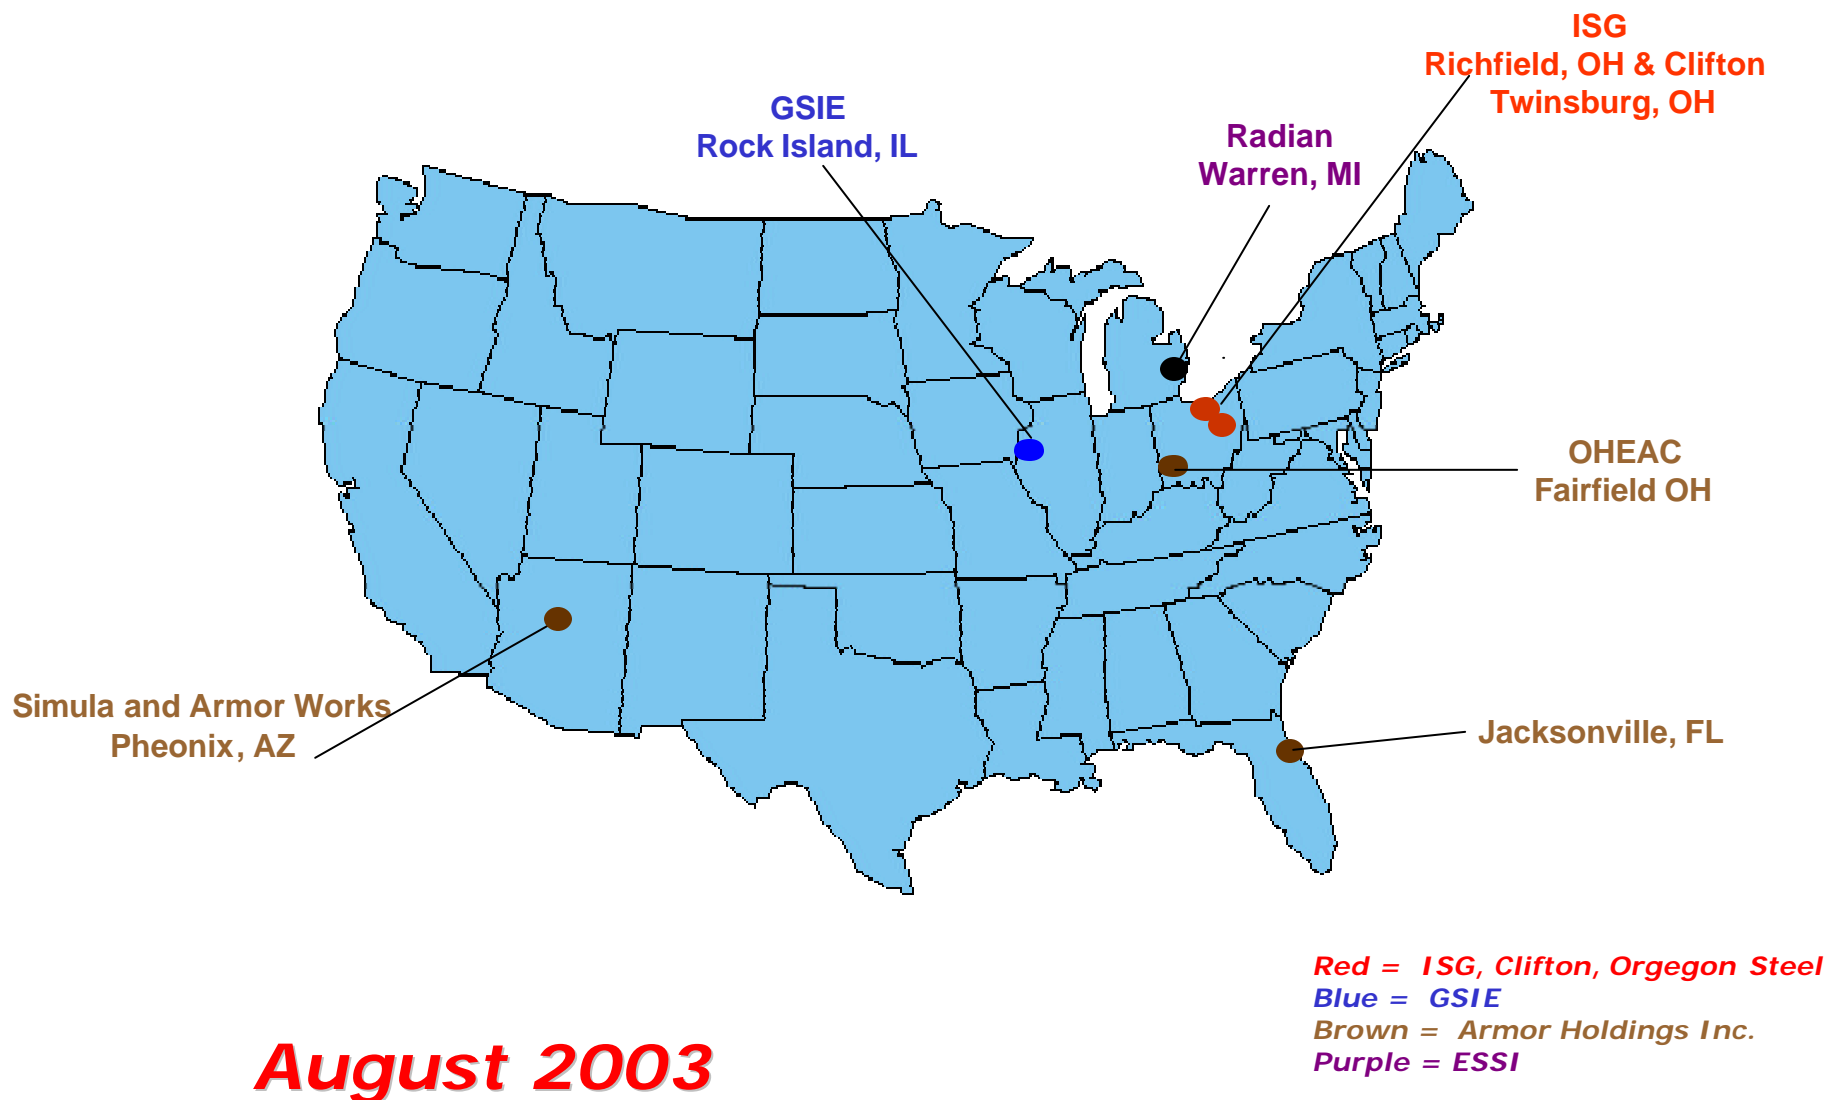 ISG
Richfield, OH & Clifton
Twinsburg, OH
GSIE
Rock Island, IL
Radian
Warren, MI
OHEAC
Fairfield OH
Simula and Armor Works
Pheonix, AZ
Jacksonville, FL
Red = ISG, Clifton, Orgegon Steel
Blue = GSIE
Brown = Armor Holdings Inc.
Purple = ESSI
August 2003